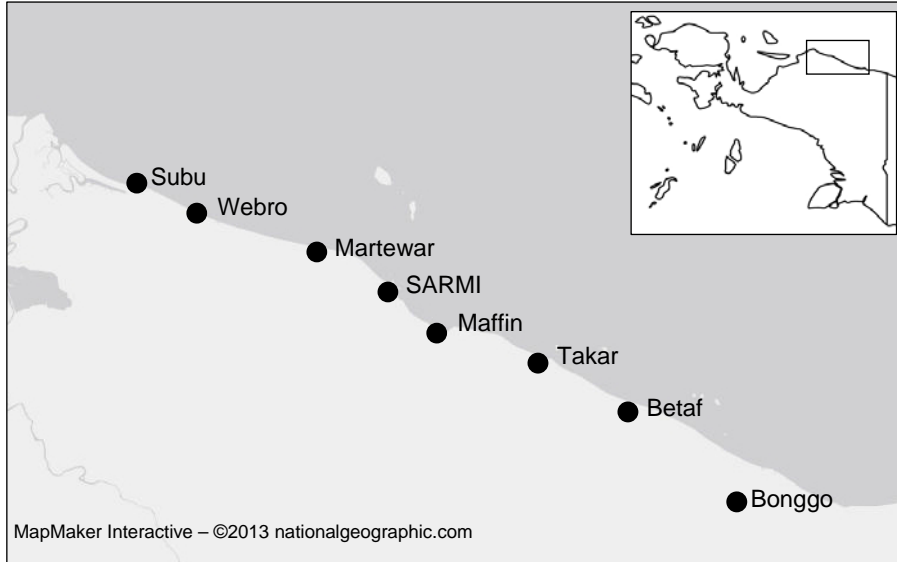 Subu
Webro
Martewar
SARMI
Maffin
Takar
Betaf
Bonggo
MapMaker Interactive – ©2013 nationalgeographic.com